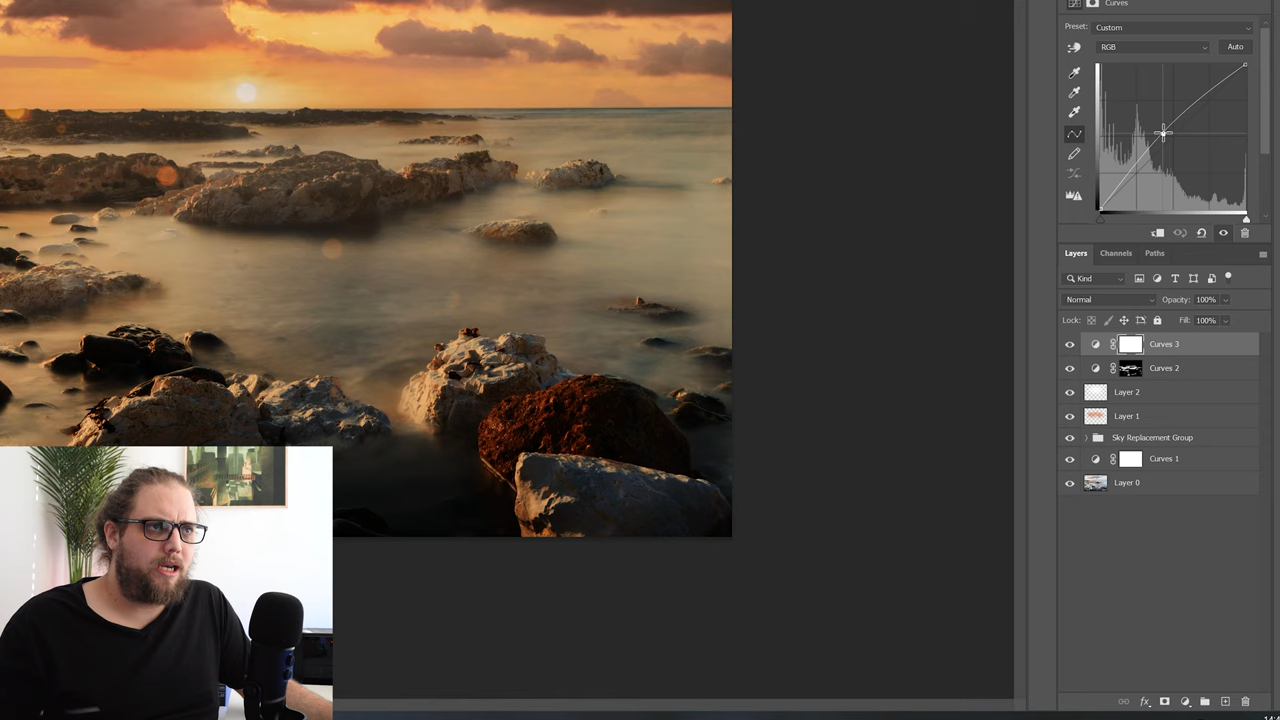 Curves
Preset: Custom
RGB Auto
Layers Channels Paths
Kind
Normal Opacity: 100%
Lock: Fill: 100%
Curves 3
Curves 2
Layer 2
Layer 1
Sky Replacement Group
Curves 1
Layer 0
fx